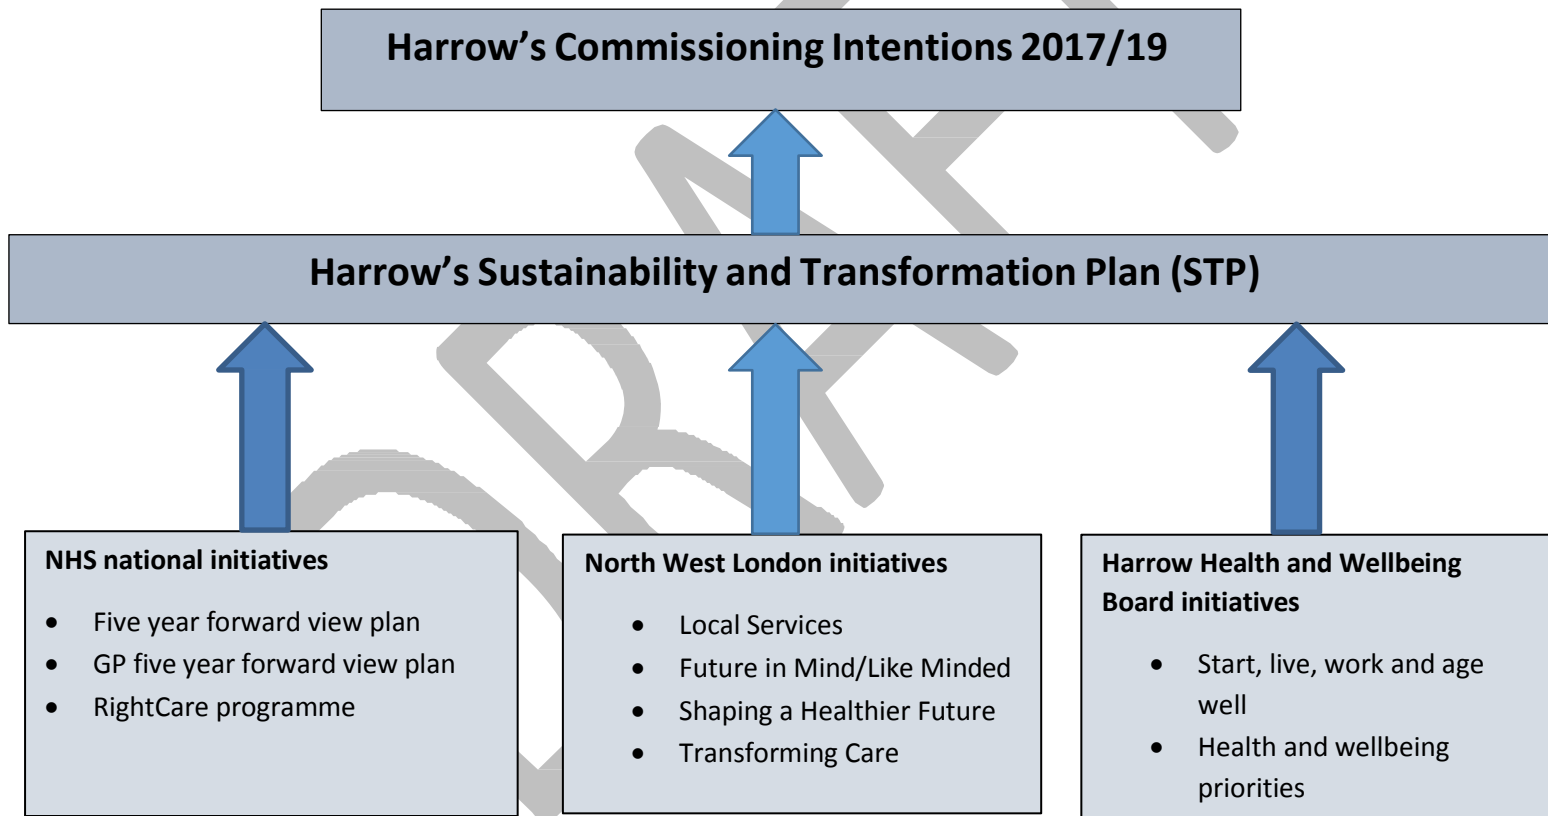 Harrow’s Commissioning Intentions 2017/19
Harrow’s Sustainability and Transformation Plan (STP)
NHS national initiatives
• Five year forward view plan
• GP five year forward view plan
• RightCare programme
North West London initiatives
• Local Services
• Future in Mind/Like Minded
• Shaping a Healthier Future
• Transforming Care
Harrow Health and Wellbeing
Board initiatives
• Start, live, work and age
well
• Health and wellbeing
priorities
DRAFT